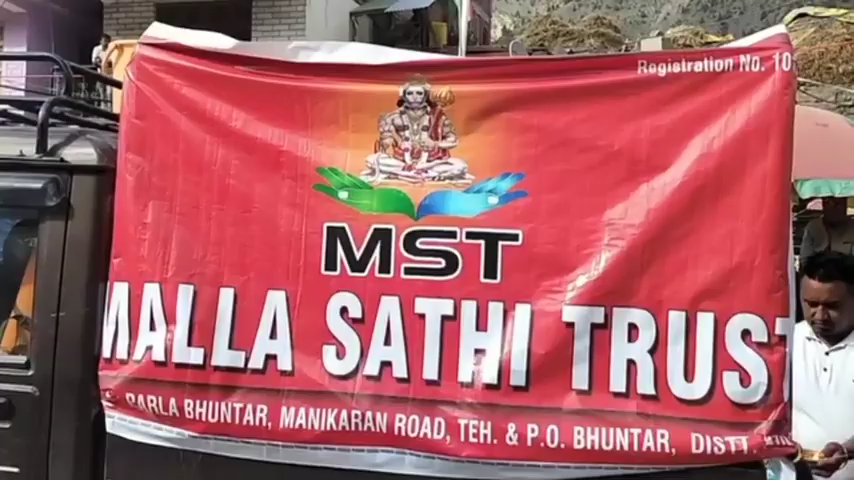 Registration No. 10
MST
MALLA SATHI TRUST
PARLA BHUNTAR, MANIKARAN ROAD, TEH. & P.O. BHUNTAR, DISTT.